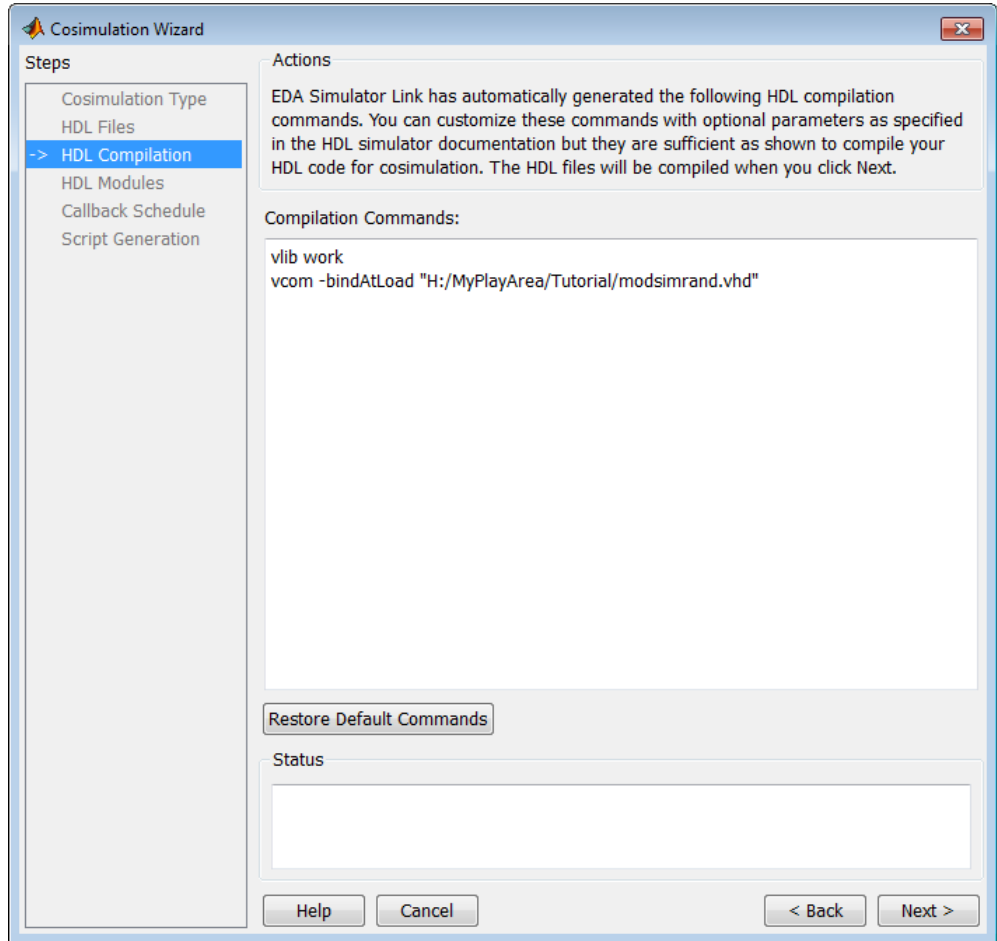 Cosimulation Wizard
Steps
Cosimulation Type
HDL Files
-> HDL Compilation
HDL Modules
Callback Schedule
Script Generation
Actions
EDA Simulator Link has automatically generated the following HDL compilation
commands. You can customize these commands with optional parameters as specified
in the HDL simulator documentation but they are sufficient as shown to compile your
HDL code for cosimulation. The HDL files will be compiled when you click Next.
Compilation Commands:
vlib work
vcom -bindAtLoad "H:/MyPlayArea/Tutorial/modsimrand.vhd"
Restore Default Commands
Status
Help Cancel < Back Next >